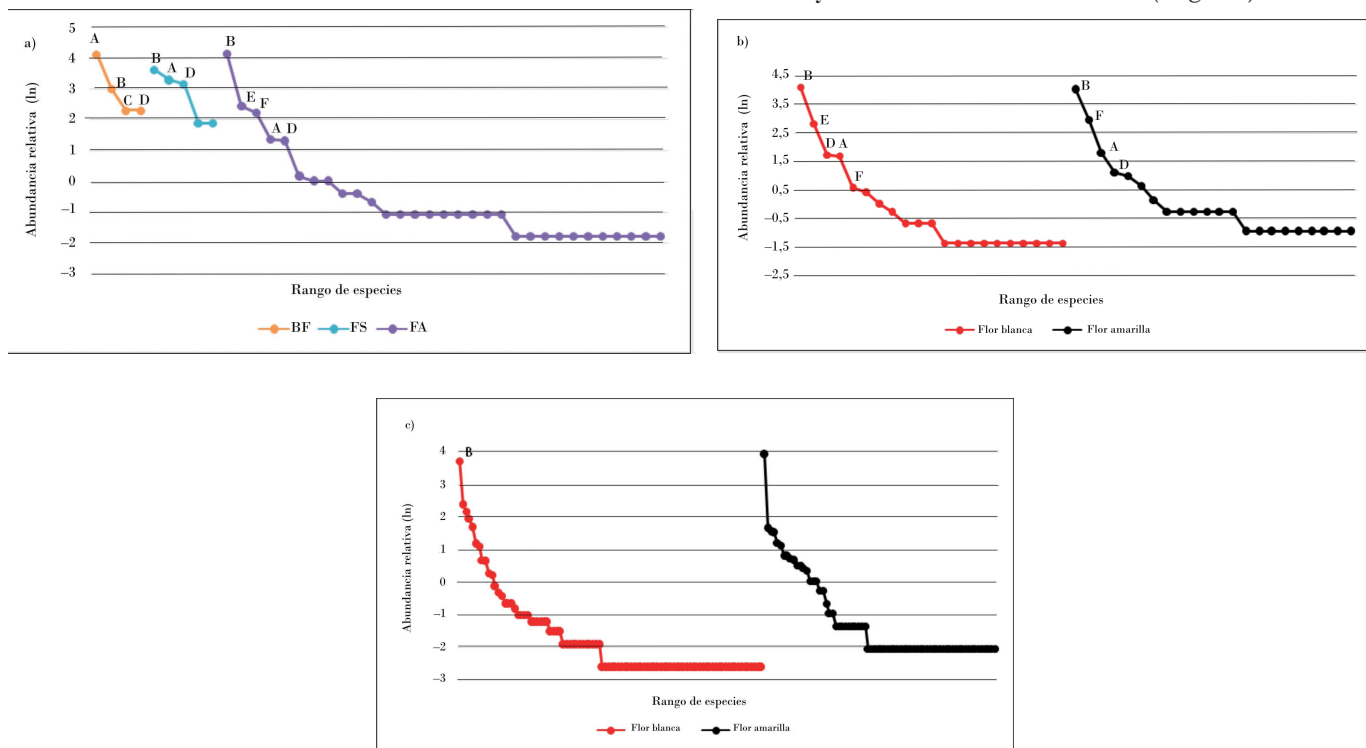 a)
Abundancia relativa (ln)
5
4
3
2
1
0
−1
−2
−3
A
B
C D
B
A
D
B
E
F
A D
Rango de especies
BF FS FA
b)
Abundancia relativa (ln)
4,5
3,5
2,5
1,5
0,5
−0,5
−1,5
−2,5
B
E
D A
F
B
F
A
D
Rango de especies
Flor blanca Flor amarilla
c)
Abundancia relativa (ln)
4
3
2
1
0
−1
−2
−3
B
Rango de especies
Flor blanca Flor amarilla